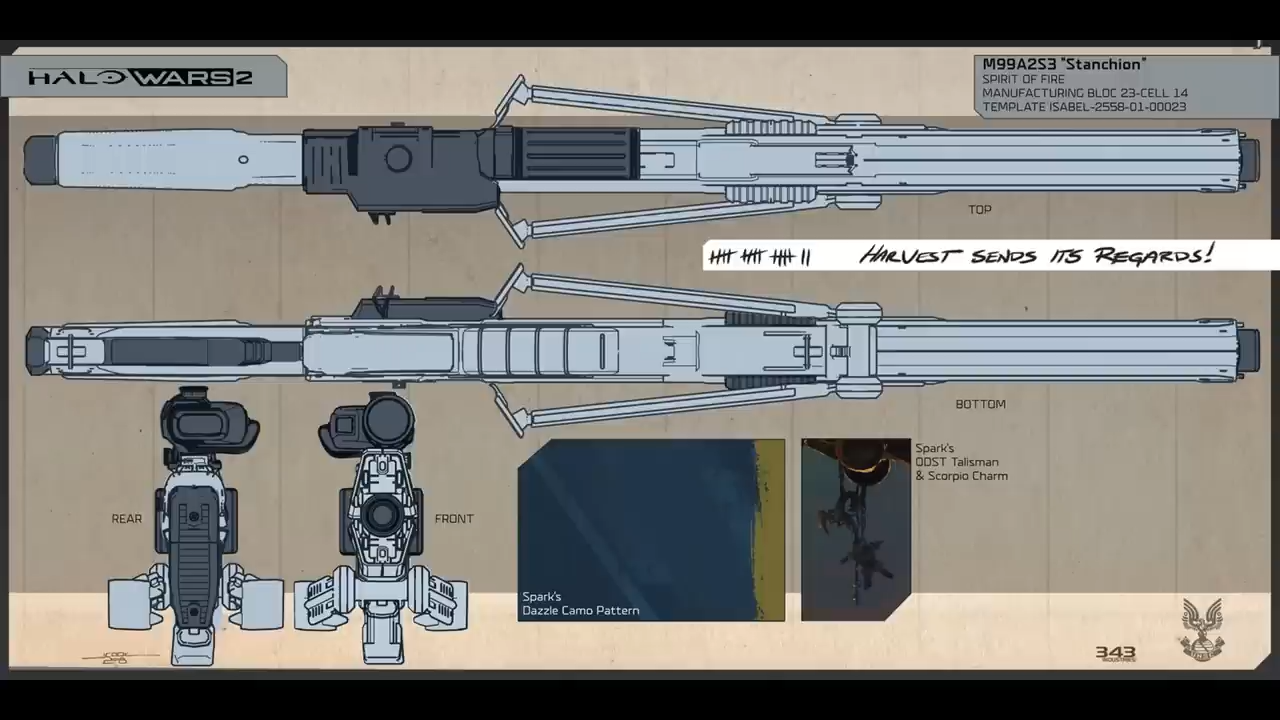 HALO WARS 2
M99A2S3 "Stanchion"
SPIRIT OF FIRE
MANUFACTURING BLOC 23-CELL 14
TEMPLATE ISABEL-2558-01-00023
TOP
HARVEST SENDS ITS REGARDS!
BOTTOM
REAR
FRONT
Spark's
ODST Talisman
& Scorpio Charm
Spark's
Dazzle Camo Pattern
343
INDUSTRIES